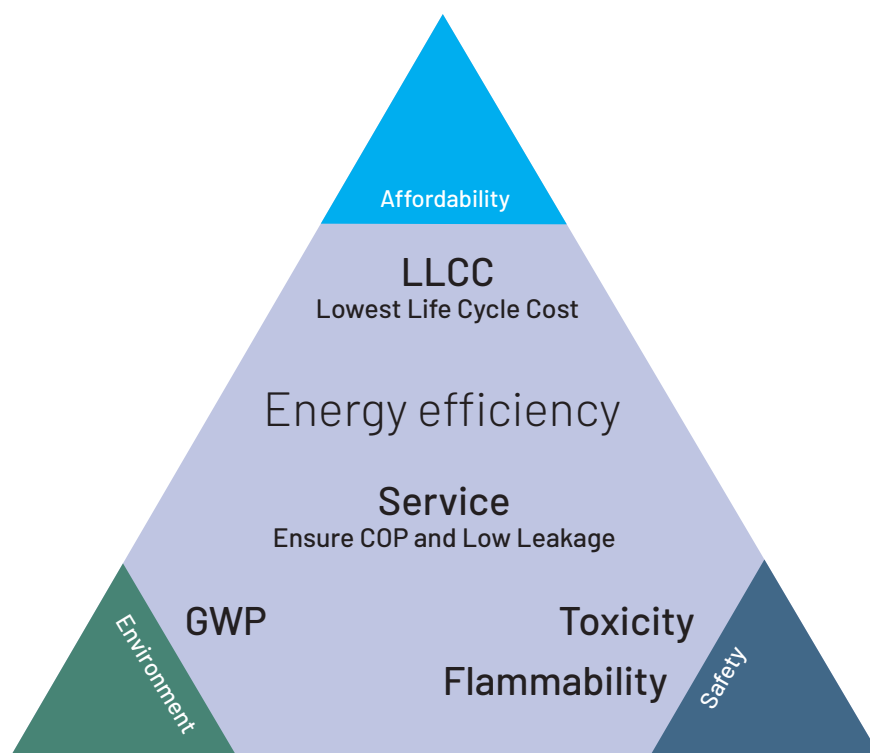 Affordability
LLCC
Lowest Life Cycle Cost
Energy efficiency
Service
Ensure COP and Low Leakage
Environment
GWP
Toxicity
Flammability
Safety